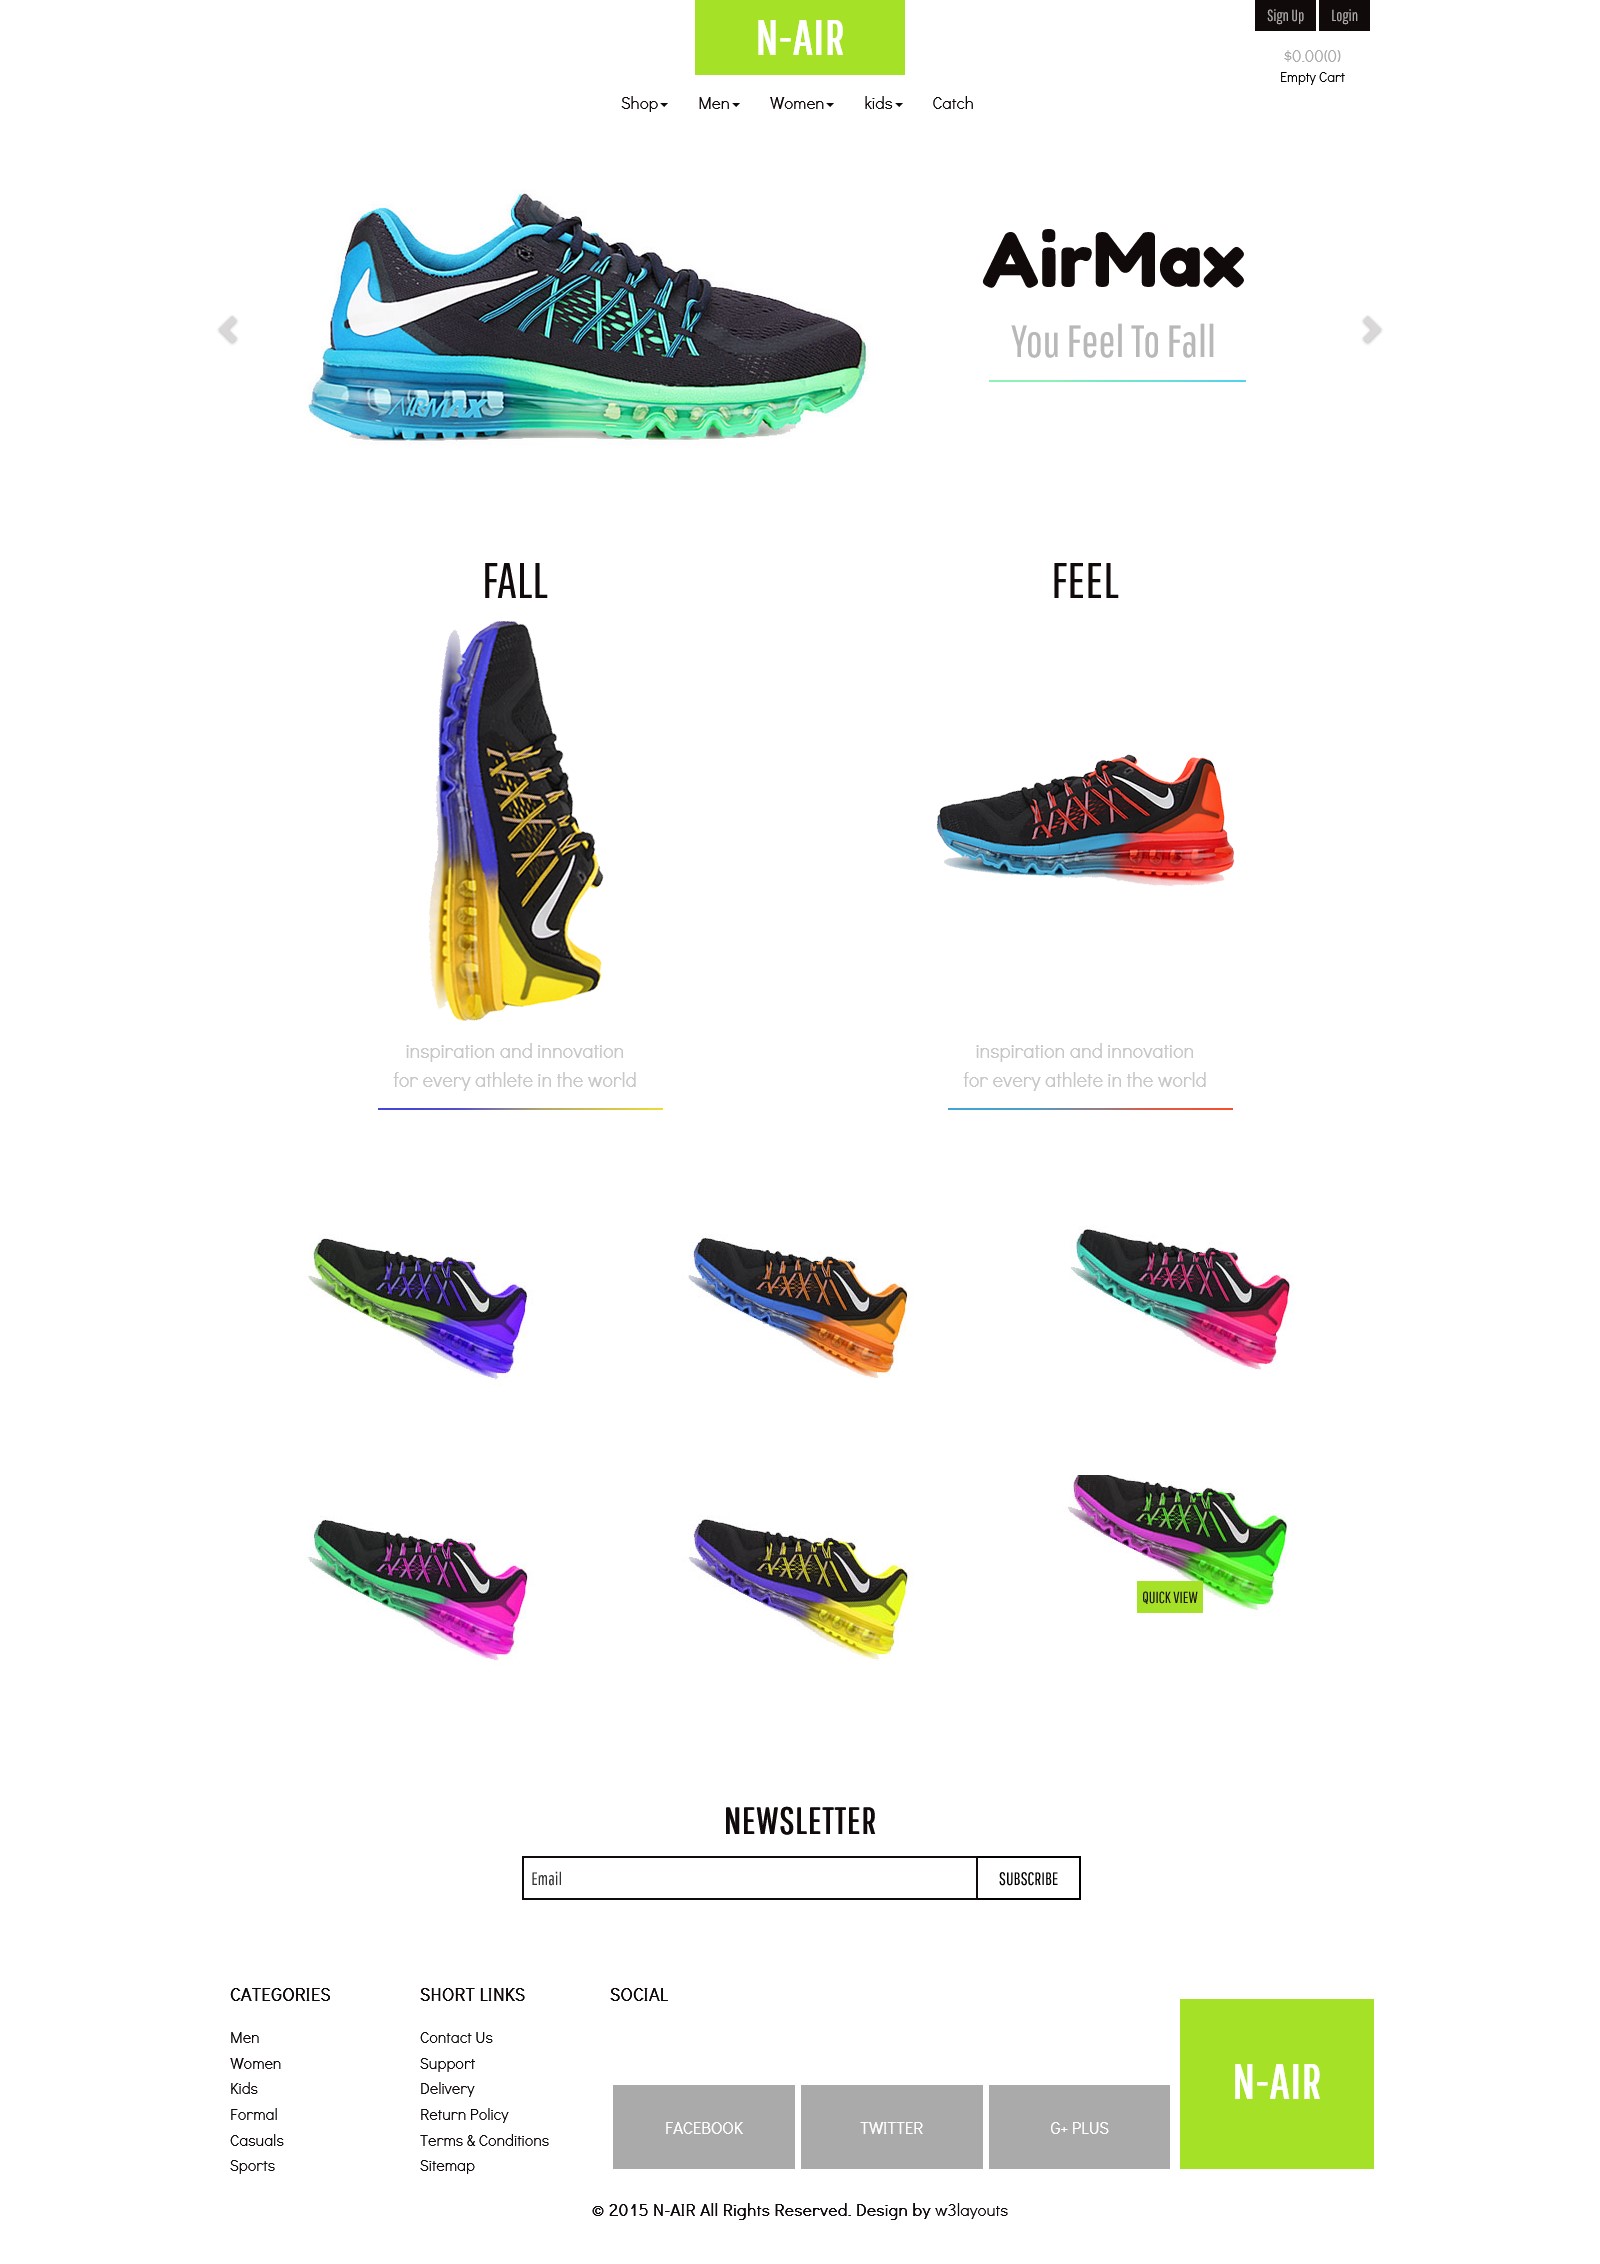 N-AIR
Sign Up
Login
$0.00(0)
Empty Cart
Shop
Men
Women
kids
Catch
AirMax
You Feel To Fall
AIRMAX
FALL
FEEL
inspiration and innovation
for every athlete in the world
inspiration and innovation
for every athlete in the world
QUICK VIEW
NEWSLETTER
Email
SUBSCRIBE
CATEGORIES
Men
Women
Kids
Formal
Casuals
Sports
SHORT LINKS
Contact Us
Support
Delivery
Return Policy
Terms & Conditions
Sitemap
SOCIAL
FACEBOOK
TWITTER
G+ PLUS
N-AIR
© 2015 N-AIR All Rights Reserved. Design by w3layouts